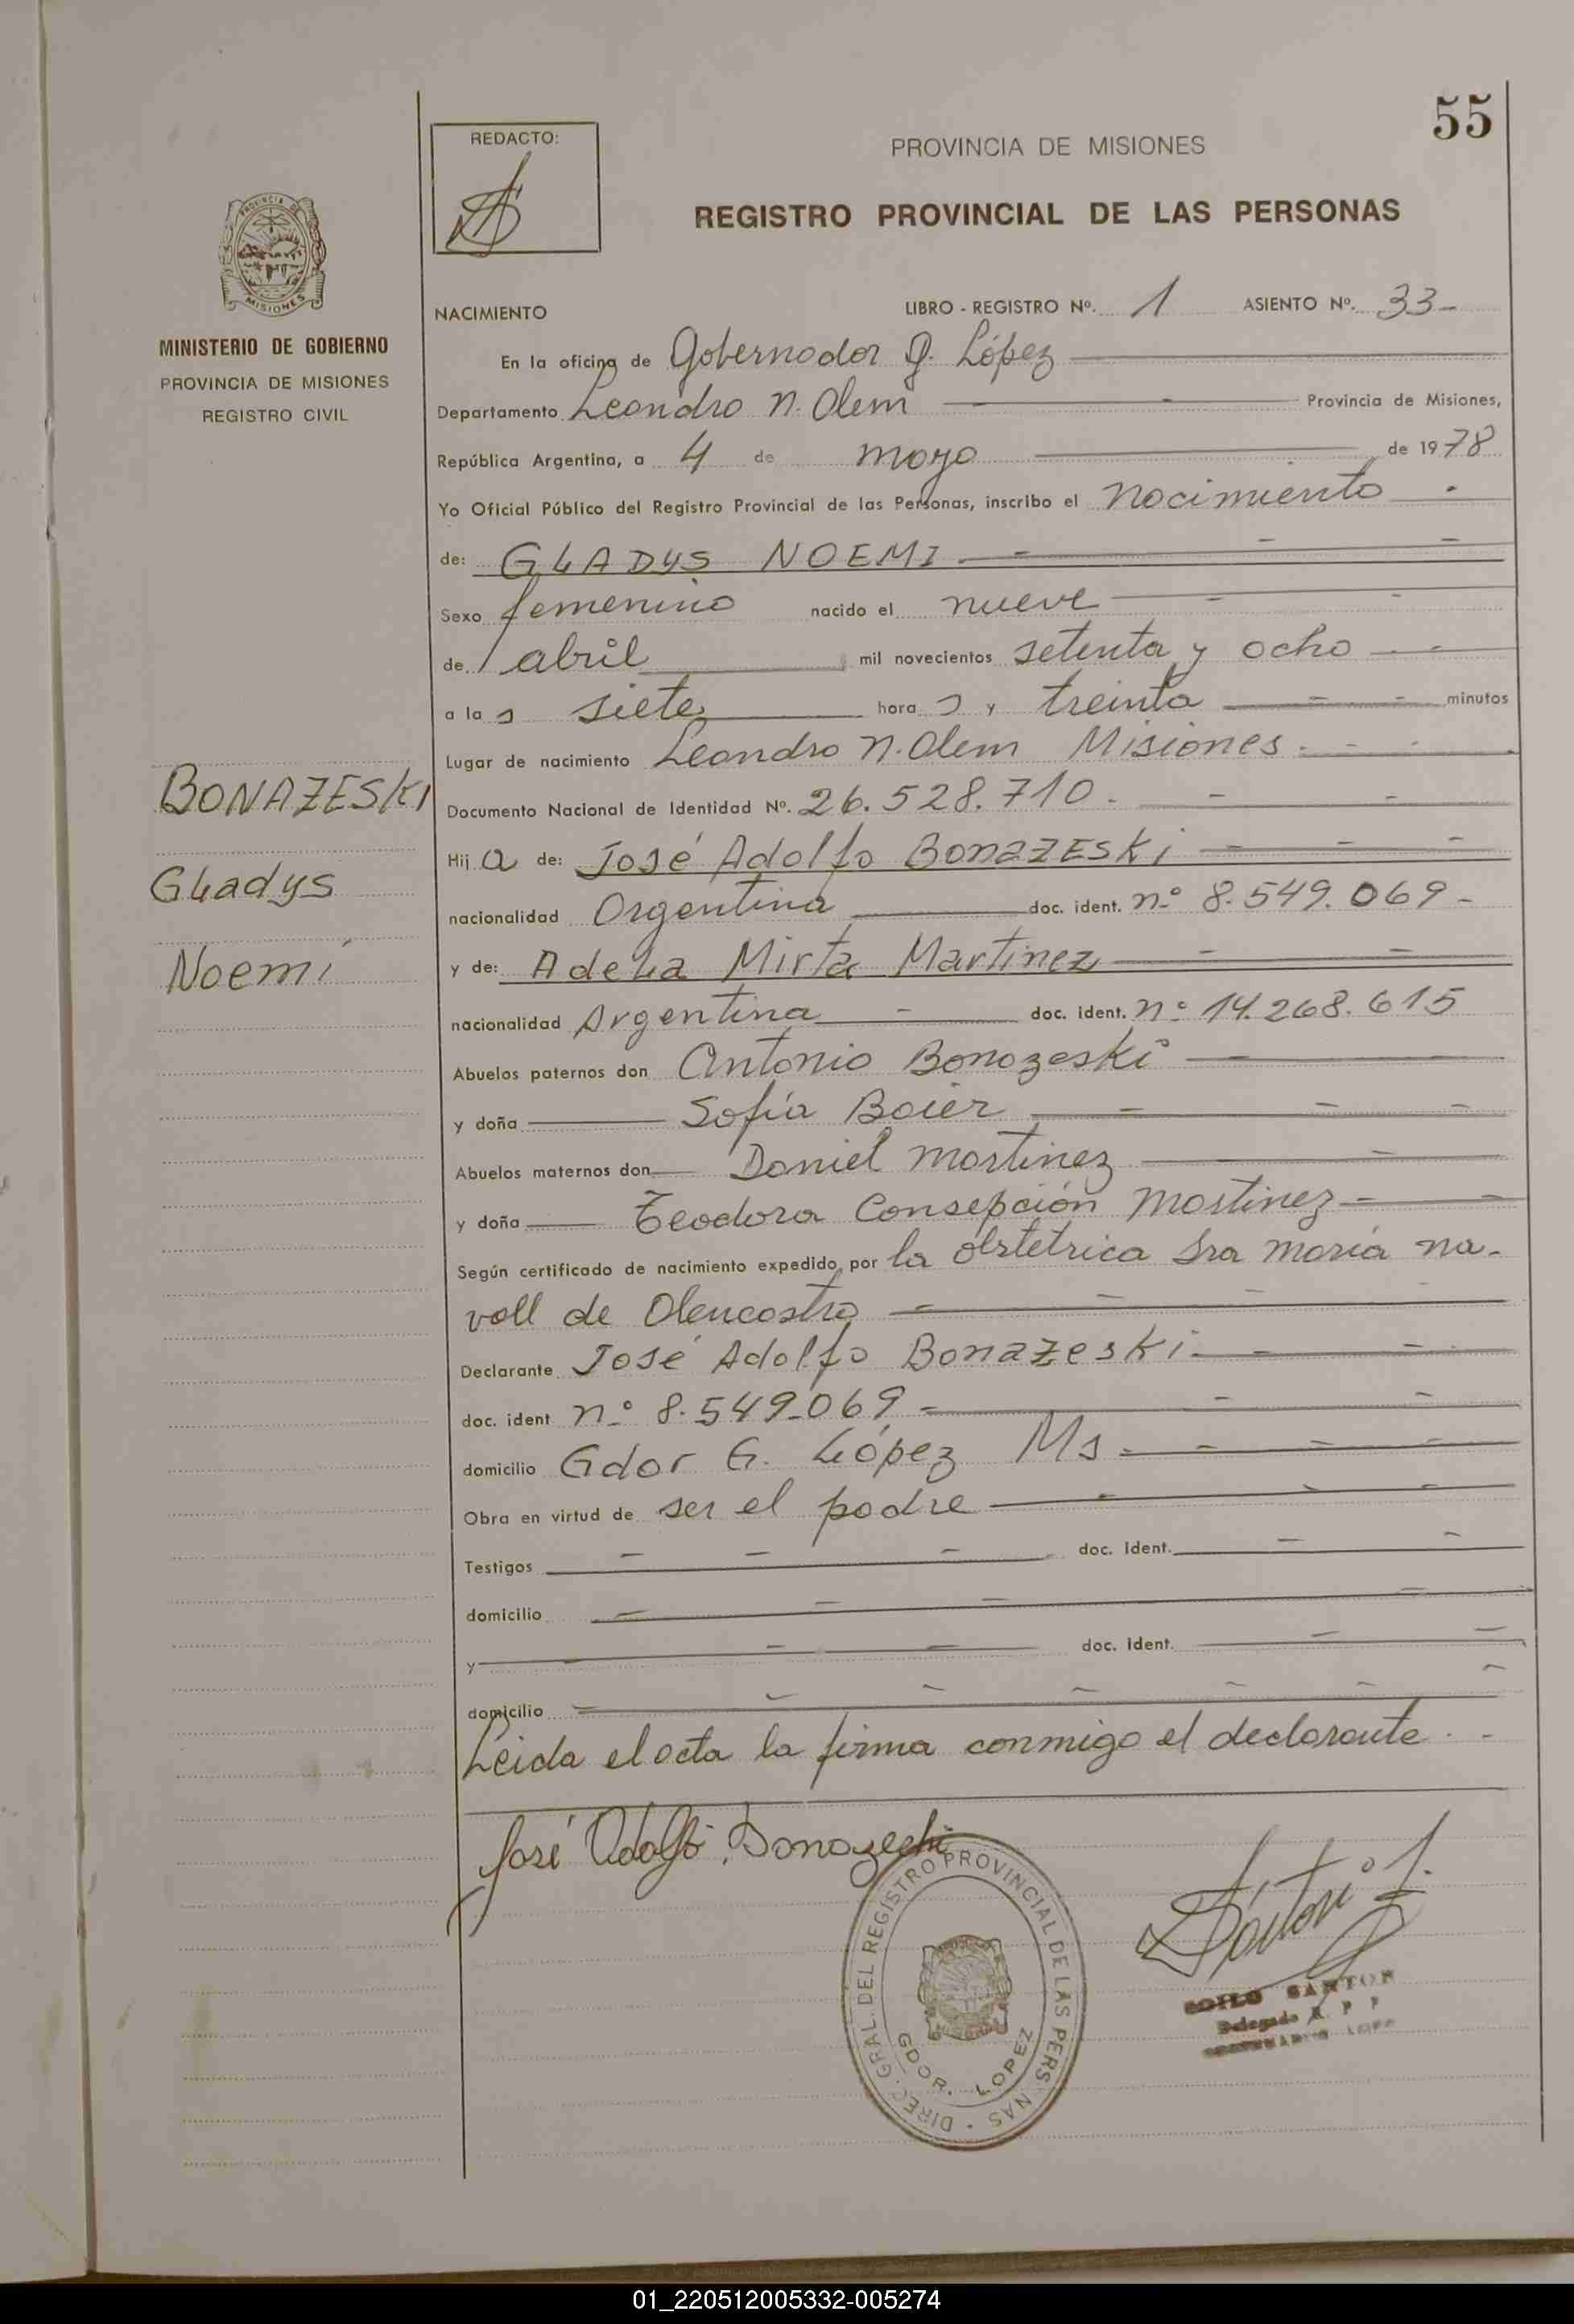 55
REDACTO:
PROVINCIA DE MISIONES
REGISTRO PROVINCIAL DE LAS PERSONAS
PROVINCIA DE
MISIONES
MINISTERIO DE GOBIERNO
PROVINCIA DE MISIONES
REGISTRO CIVIL
NACIMIENTO LIBRO - REGISTRO Nº. 1 ASIENTO Nº. 33-
En la oficina de Gobernador G. López
Departamento Leandro N. Alem Provincia de Misiones,
República Argentina, a 4 de mayo de 1978
Yo Oficial Público del Registro Provincial de las Personas, inscribo el nacimiento
de: GLADYS NOEMI
Sexo femenino nacido el nueve
de abril mil novecientos setenta y ocho
a la s siete hora s y treinta minutos
Lugar de nacimiento Leandro N. Alem Misiones.
BONAZESKI
Gladys
Noemí
Documento Nacional de Identidad Nº. 26.528.710.
Hij a de: José Adolfo BonazEski
nacionalidad Argentina doc. ident. nº 8.549.069-
y de: Adela Mirta Martinez
nacionalidad Argentina doc. ident. nº 14.268.615
Abuelos paternos don Antonio Bonazeski
y doña Sofía Boier
Abuelos maternos don Daniel Martinez
y doña Teodora Consepción Martinez
Según certificado de nacimiento expedido por la obstetrica Sra María Na-
voll de Olencastro
Declarante José Adolfo Bonazeski
doc. ident nº 8.549.069
domicilio Gdor G. López Ms
Obra en virtud de ser el padre
Testigos doc. Ident.
domicilio
y doc. ident.
domicilio
Leida el acta la firma conmigo el declarante.
José Adolfo Bonazechi
DIREC. GRAL. DEL REGISTRO PROVINCIAL DE LAS PERS NAS
GDOR. LOPEZ
SARTOR
Delegado R. P. P
01_220512005332-005274